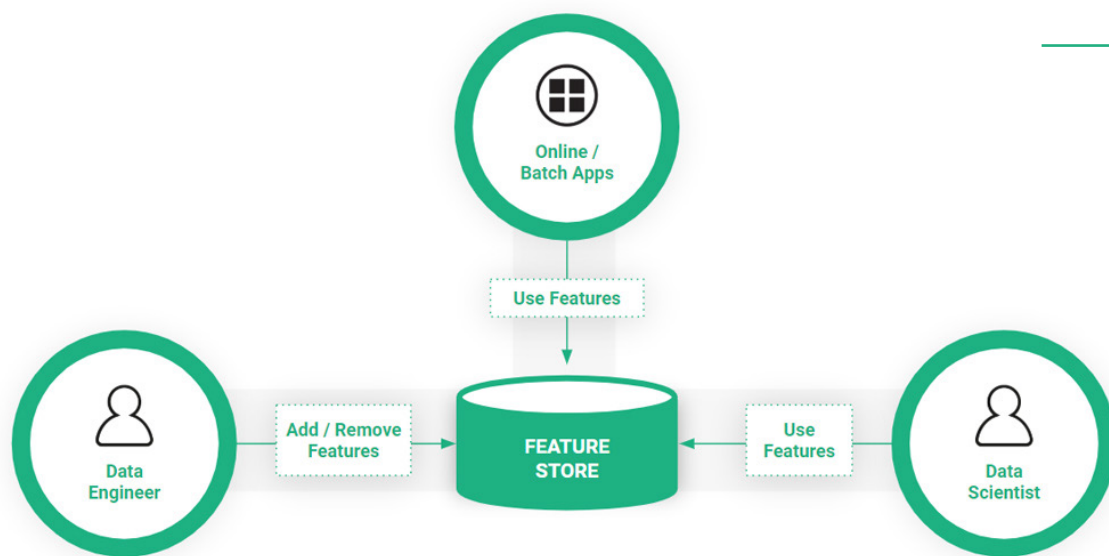 Online /
Batch Apps
Use Features
Add / Remove
Features
FEATURE
STORE
Use
Features
Data
Engineer
Data
Scientist